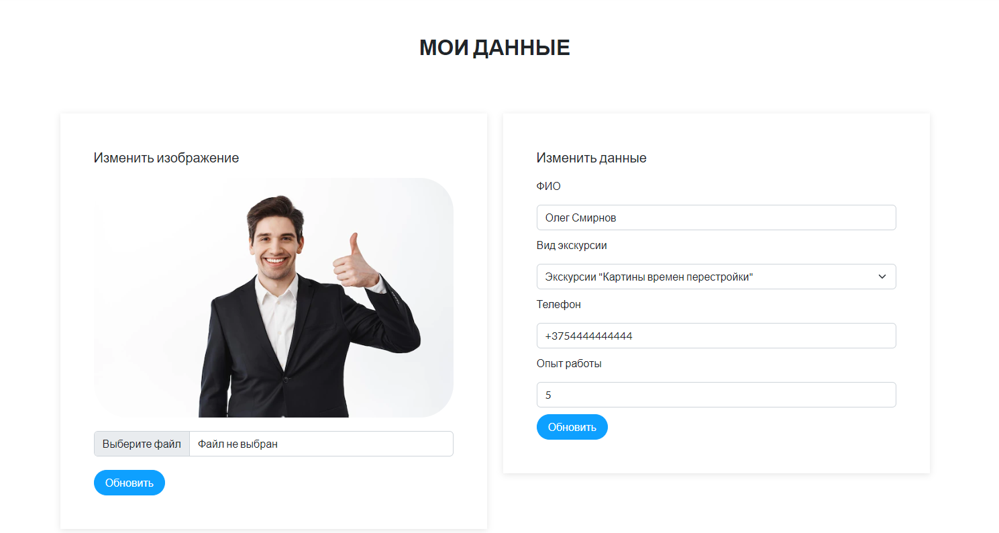 МОИ ДАННЫЕ
Изменить изображение
Выберите файл
Файл не выбран
Обновить
Изменить данные
ФИО
Олег Смирнов
Вид экскурсии
Экскурсии "Картины времен перестройки"
Телефон
+3754444444444
Опыт работы
5
Обновить